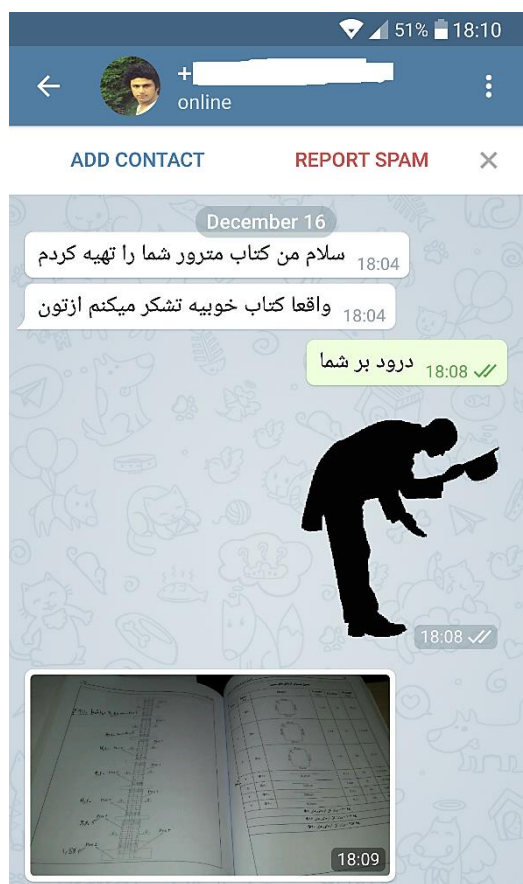 51% 18:10
+
online
ADD CONTACT REPORT SPAM
December 16
سلام من کتاب مترور شما را تهیه کردم 18:04
واقعا کتاب خوبیه تشکر میکنم ازتون 18:04
درود بر شما 18:08
18:08
18:09